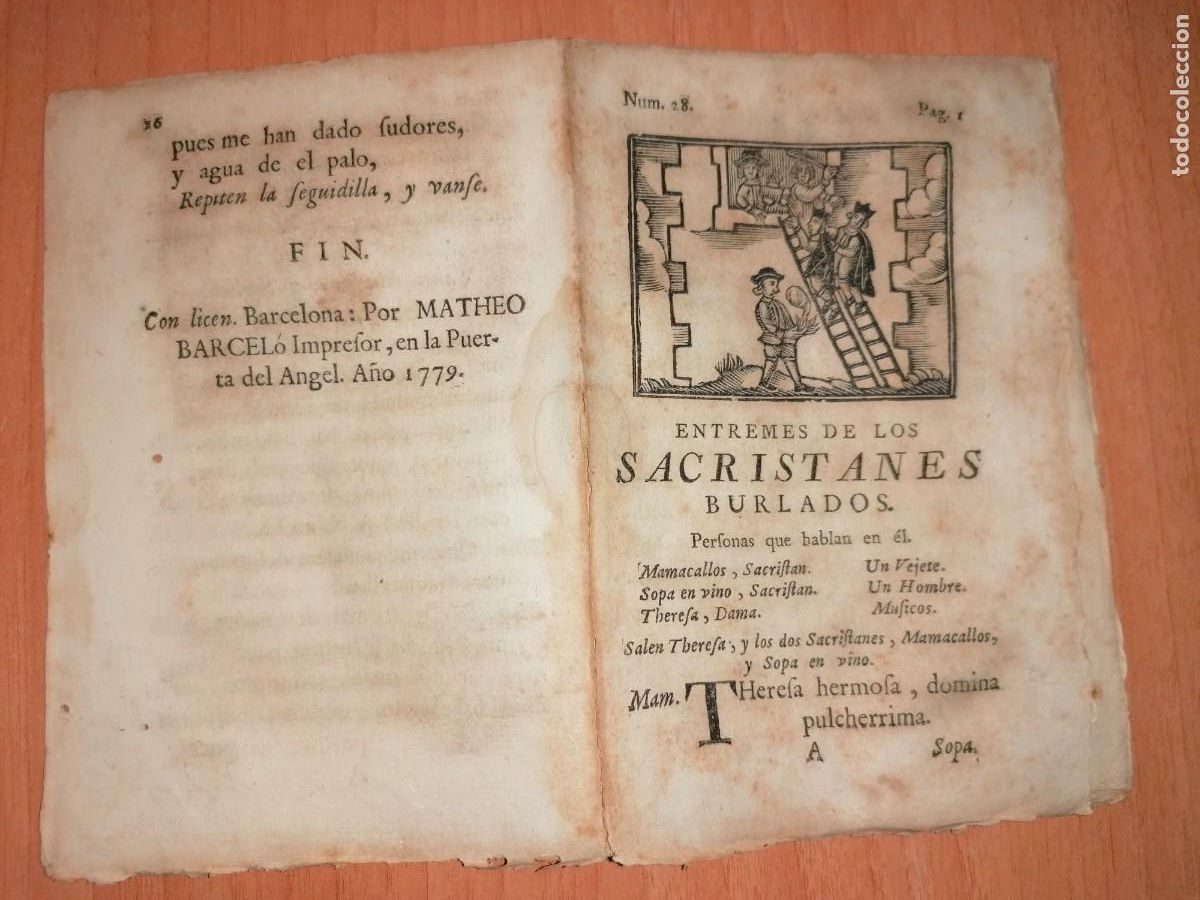 16
pues me han dado ſudores,
y agua de el palo,
Repiten la ſeguidilla, y vanſe.
FIN.
Con licen. Barcelona: Por MATHEO
BARCELó Impreſor, en la Puer-
ta del Angel. Año 1779.
Num. 28. Pag. 1
ENTREMES DE LOS
SACRISTANES
BURLADOS.
Perſonas que hablan en él.
Mamacallos, Sacriſtan. Un Vejete.
Sopa en vino, Sacriſtan. Un Hombre.
Thereſa, Dama. Muſicos.
Salen Thereſa, y los dos Sacriſtanes, Mamacallos,
y Sopa en vino.
Mam. THereſa hermoſa, domina
pulcherrima.
A Sopa.
todocoleccion